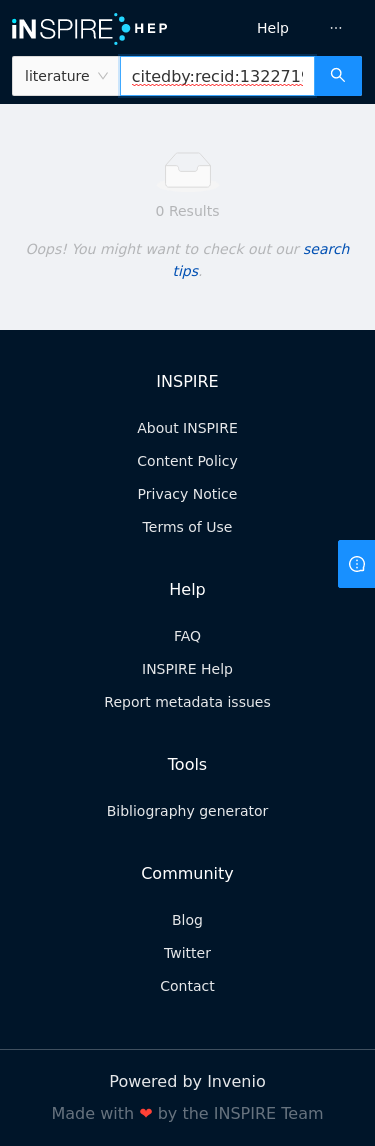 iNSPIRE HEP
Help ···
literature citedby:recid:1322719
0 Results
Oops! You might want to check out our search
tips.
INSPIRE
About INSPIRE
Content Policy
Privacy Notice
Terms of Use
Help
FAQ
INSPIRE Help
Report metadata issues
Tools
Bibliography generator
Community
Blog
Twitter
Contact
Powered by Invenio
Made with ❤ by the INSPIRE Team